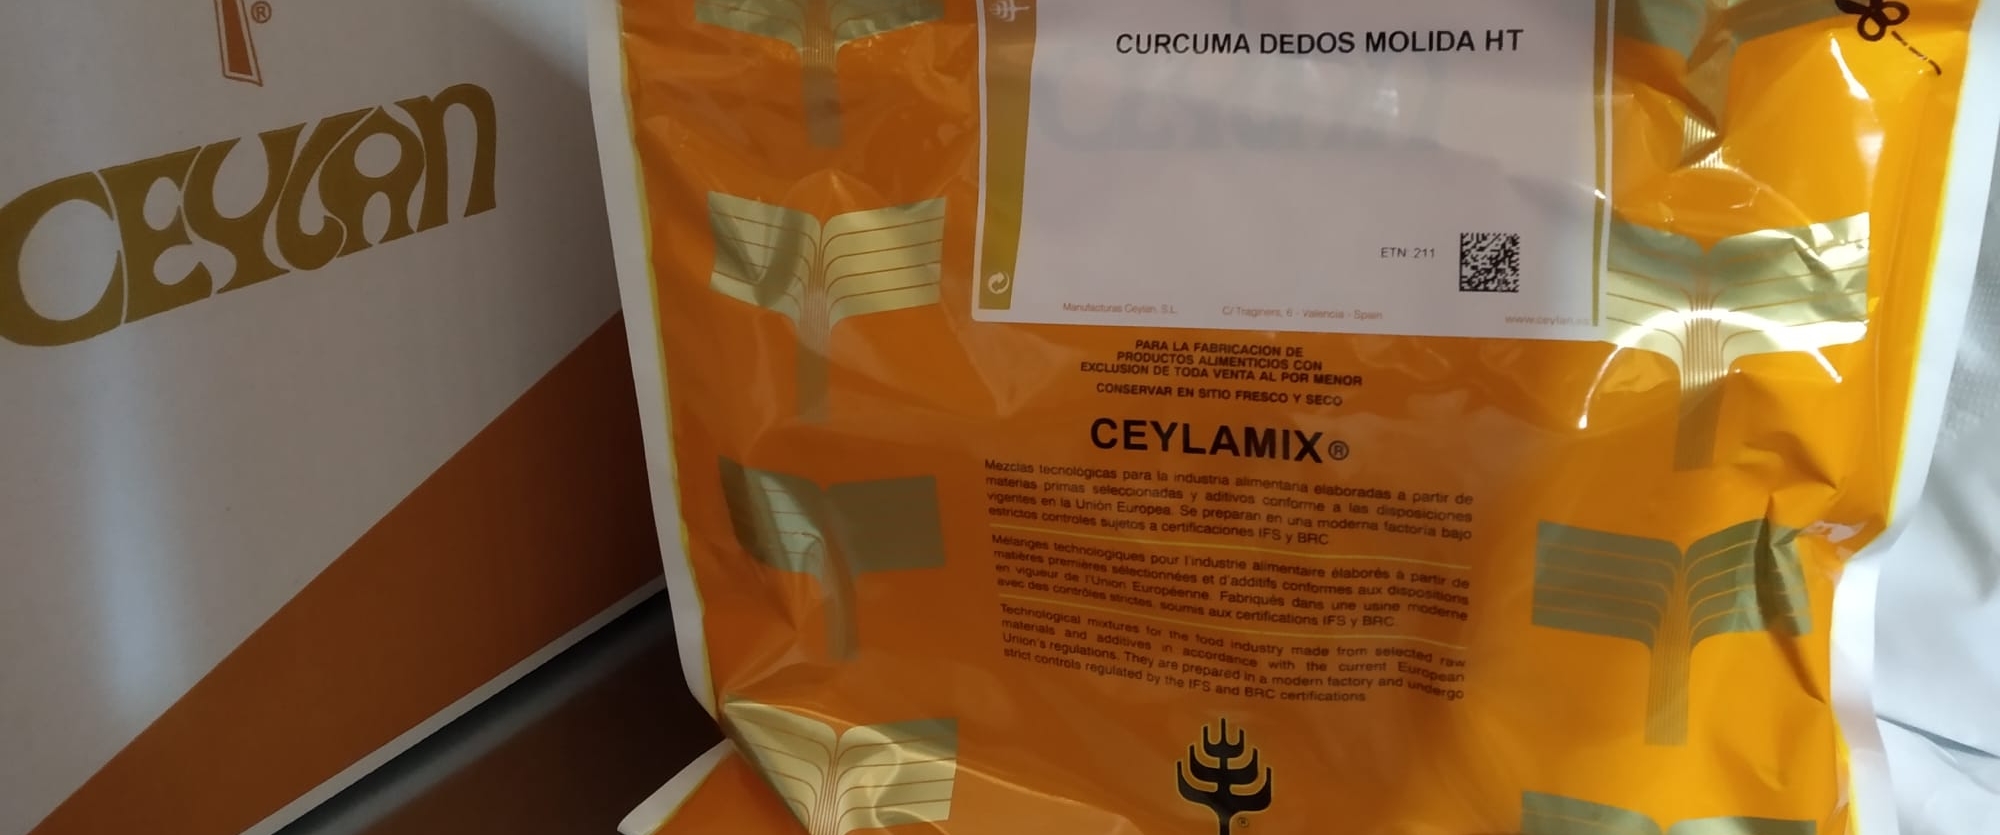 ®
CEYLAN
CURCUMA DEDOS MOLIDA HT
ETN: 211
Manufacturas Ceylan, S.L. C/ Traginers, 6 - Valencia - Spain www.ceylan.es
PARA LA FABRICACION DE
PRODUCTOS ALIMENTICIOS CON
EXCLUSION DE TODA VENTA AL POR MENOR
CONSERVAR EN SITIO FRESCO Y SECO
CEYLAMIX®
Mezclas tecnológicas para la industria alimentaria elaboradas a partir de
materias primas seleccionadas y aditivos conforme a las disposiciones
vigentes en la Unión Europea. Se preparan en una moderna factoría bajo
estrictos controles sujetos a certificaciones IFS y BRC
Mélanges technologiques pour l'industrie alimentaire élaborés à partir de
matières premières sélectionnées et d'additifs conformes aux dispositions
en vigueur de l'Union Européenne. Fabriqués dans une usine moderne
avec des contrôles strictes, soumis aux certifications IFS y BRC
Technological mixtures for the food industry made from selected raw
materials and additives in accordance with the current European
Union's regulations. They are prepared in a modern factory and undergo
strict controls regulated by the IFS and BRC certifications
®